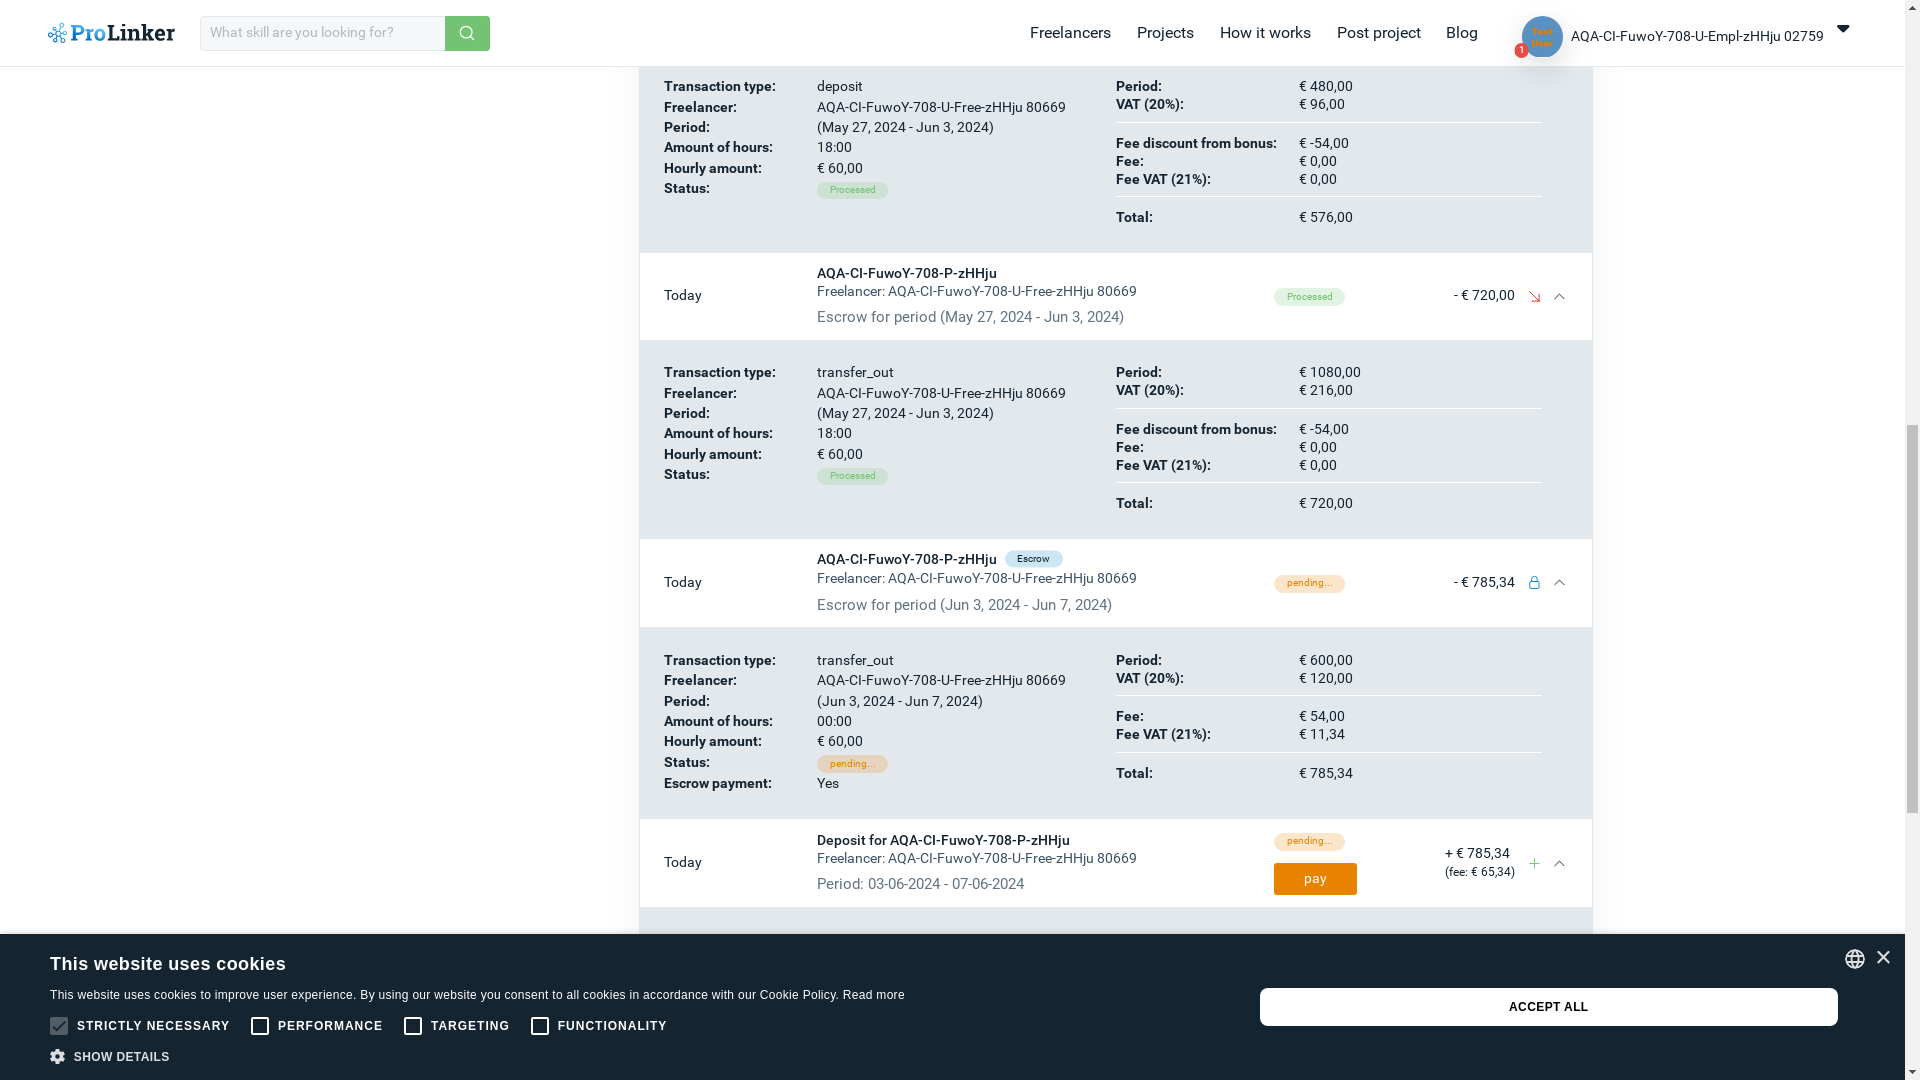 ProLinker
What skill are you looking for?
Freelancers
Projects
How it works
Post project
Blog
1
AQA-CI-FuwoY-708-U-Empl-zHHju 02759
Transaction type: deposit
Freelancer: AQA-CI-FuwoY-708-U-Free-zHHju 80669
Period: (May 27, 2024 - Jun 3, 2024)
Amount of hours: 18:00
Hourly amount: € 60,00
Status: Processed
Period: € 480,00
VAT (20%): € 96,00
Fee discount from bonus: € -54,00
Fee: € 0,00
Fee VAT (21%): € 0,00
Total: € 576,00
Today
AQA-CI-FuwoY-708-P-zHHju
Freelancer: AQA-CI-FuwoY-708-U-Free-zHHju 80669
Escrow for period (May 27, 2024 - Jun 3, 2024)
Processed
- € 720,00
Transaction type: transfer_out
Freelancer: AQA-CI-FuwoY-708-U-Free-zHHju 80669
Period: (May 27, 2024 - Jun 3, 2024)
Amount of hours: 18:00
Hourly amount: € 60,00
Status: Processed
Period: € 1080,00
VAT (20%): € 216,00
Fee discount from bonus: € -54,00
Fee: € 0,00
Fee VAT (21%): € 0,00
Total: € 720,00
Today
AQA-CI-FuwoY-708-P-zHHju Escrow
Freelancer: AQA-CI-FuwoY-708-U-Free-zHHju 80669
Escrow for period (Jun 3, 2024 - Jun 7, 2024)
pending...
- € 785,34
Transaction type: transfer_out
Freelancer: AQA-CI-FuwoY-708-U-Free-zHHju 80669
Period: (Jun 3, 2024 - Jun 7, 2024)
Amount of hours: 00:00
Hourly amount: € 60,00
Status: pending...
Escrow payment: Yes
Period: € 600,00
VAT (20%): € 120,00
Fee: € 54,00
Fee VAT (21%): € 11,34
Total: € 785,34
Today
Deposit for AQA-CI-FuwoY-708-P-zHHju
Freelancer: AQA-CI-FuwoY-708-U-Free-zHHju 80669
Period: 03-06-2024 - 07-06-2024
pending...
pay
+ € 785,34
(fee: € 65,34)
This website uses cookies
This website uses cookies to improve user experience. By using our website you consent to all cookies in accordance with our Cookie Policy. Read more
STRICTLY NECESSARY
PERFORMANCE
TARGETING
FUNCTIONALITY
SHOW DETAILS
ACCEPT ALL